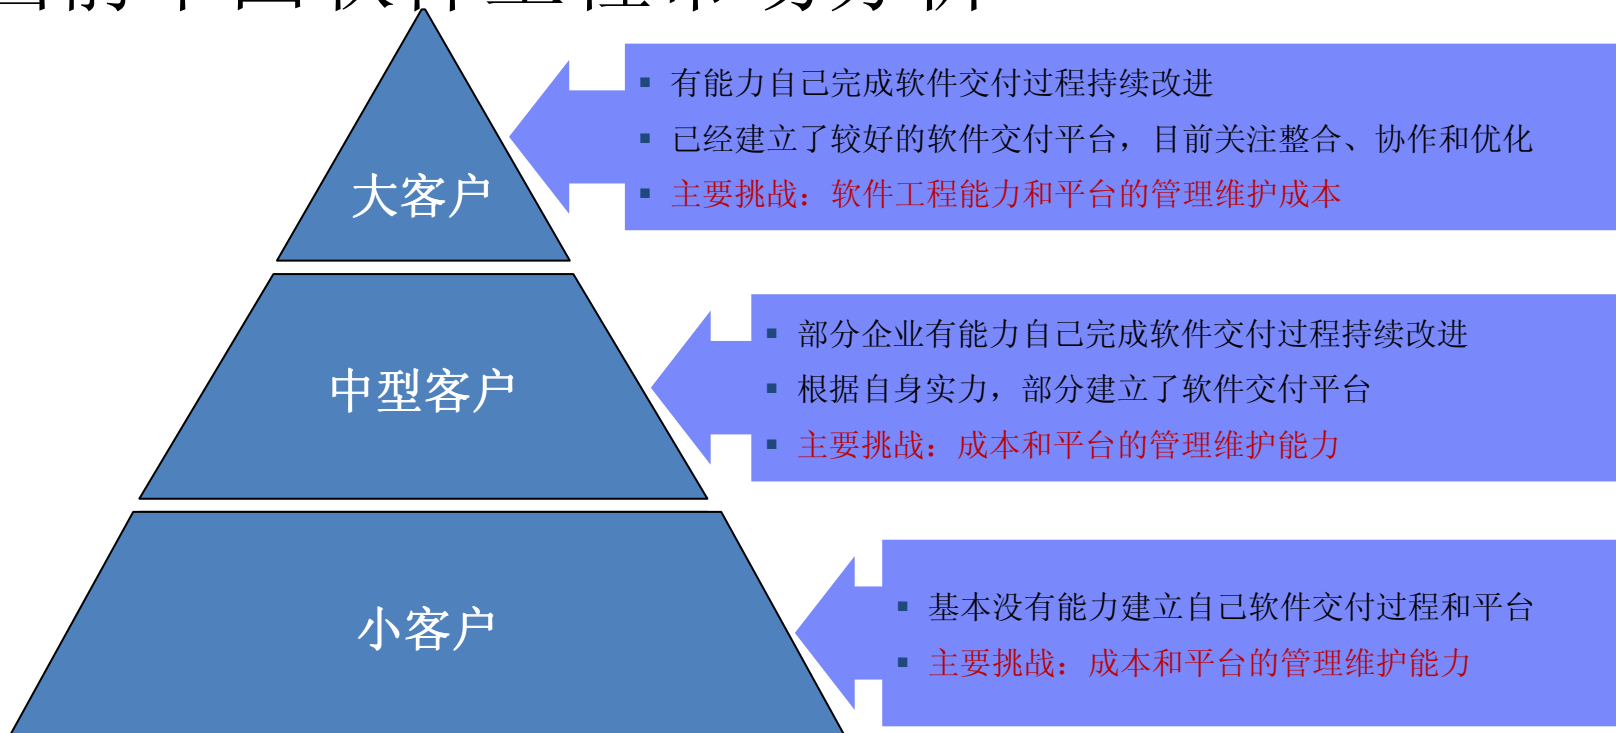 有能力自己完成软件交付过程持续改进
已经建立了较好的软件交付平台，目前关注整合、协作和优化
主要挑战：软件工程能力和平台的管理维护成本
大客户
部分企业有能力自己完成软件交付过程持续改进
根据自身实力，部分建立了软件交付平台
主要挑战：成本和平台的管理维护能力
中型客户
基本没有能力建立自己软件交付过程和平台
主要挑战：成本和平台的管理维护能力
小客户